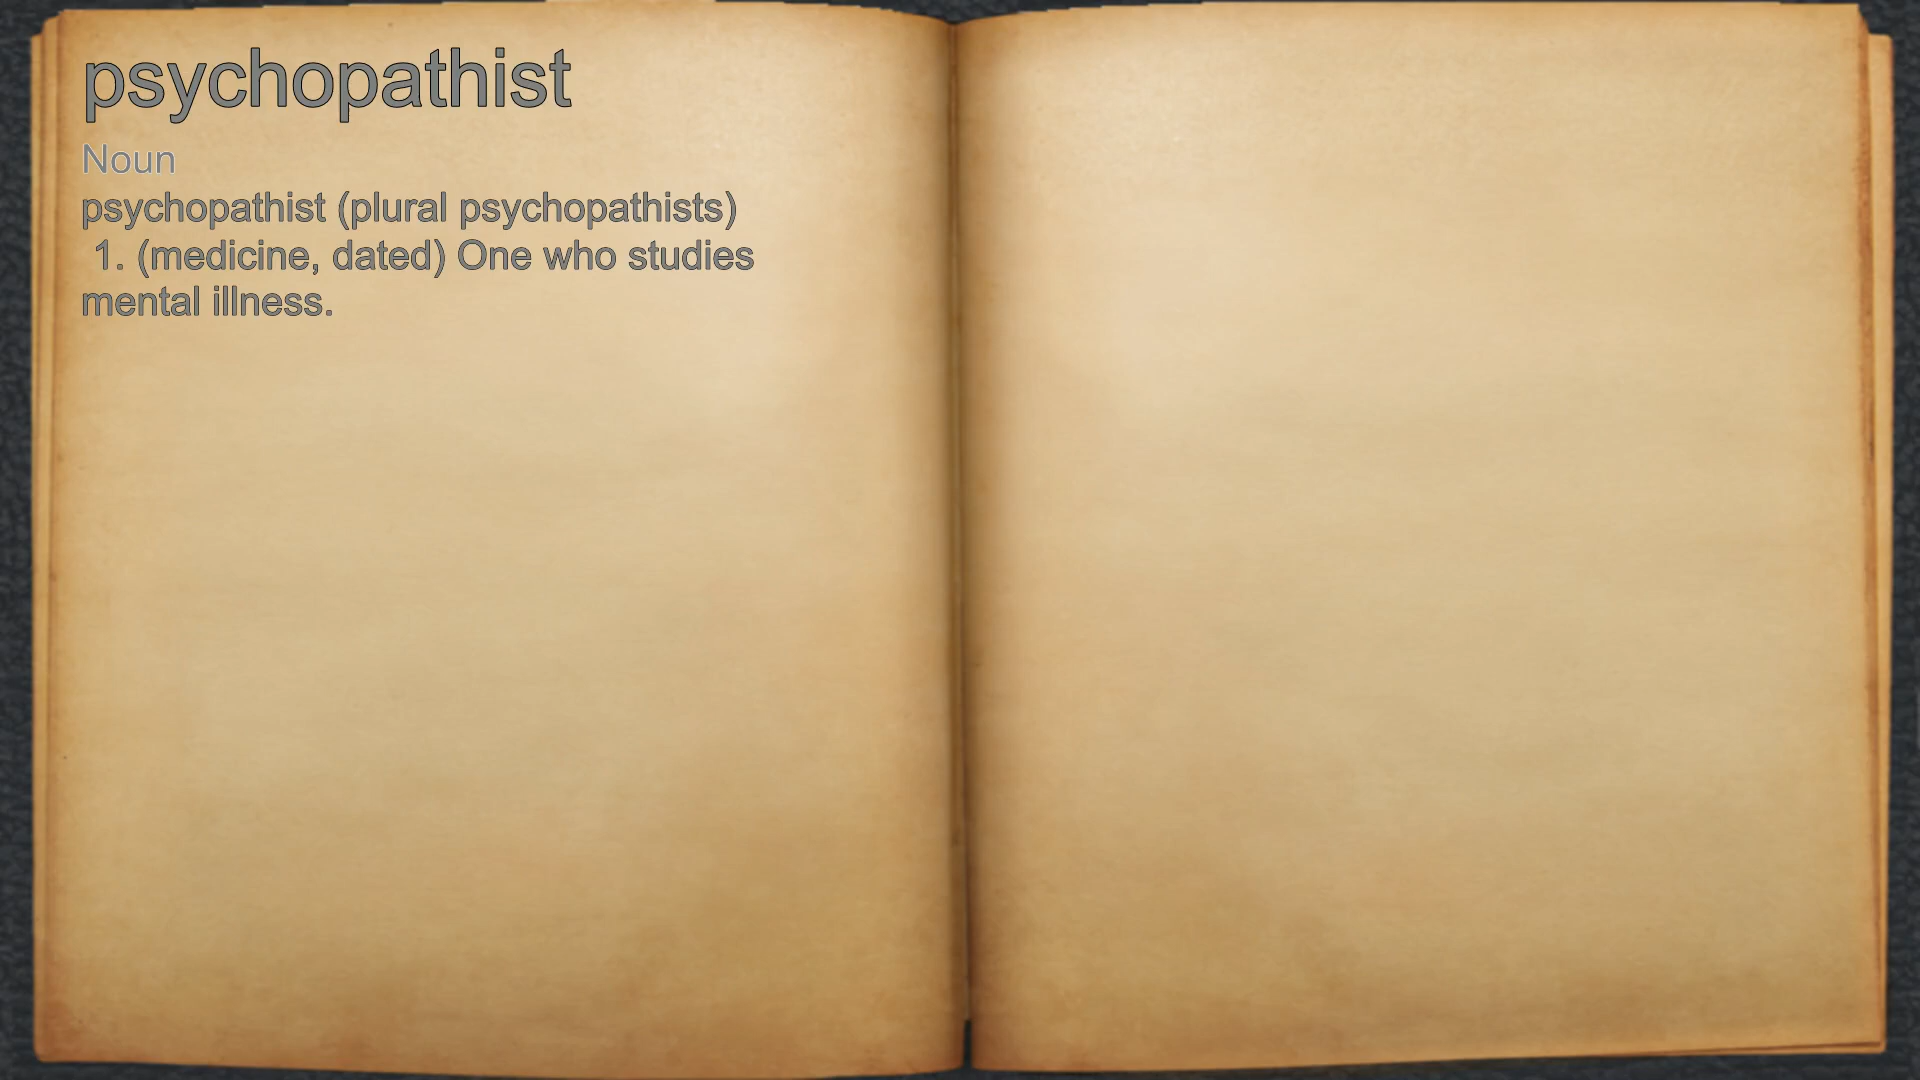 psychopathist
Noun
psychopathist (plural psychopathists)
1. (medicine, dated) One who studies
mental illness.